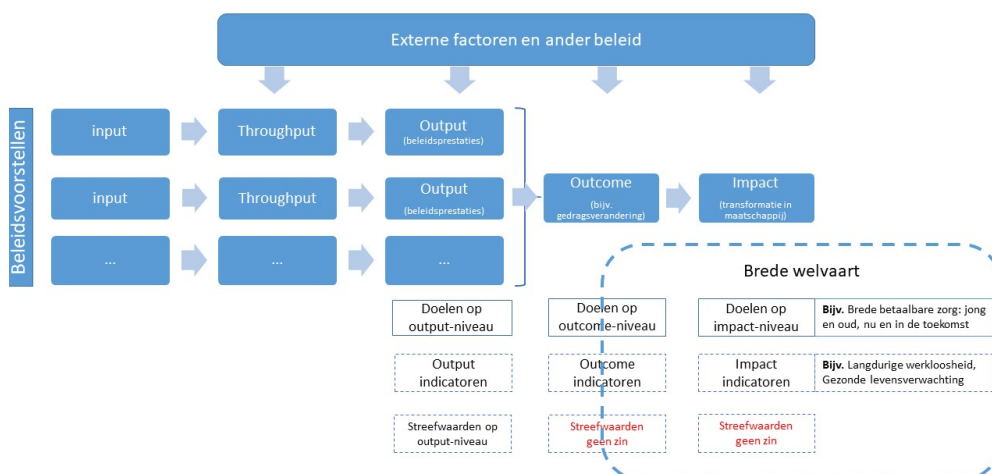 Externe factoren en ander beleid
Beleidsvoorstellen
input
Throughput
Output
(beleidsprestaties)
input
Throughput
Output
(beleidsprestaties)
Outcome
(bijv.
gedragsverandering)
Impact
(transformatie in
maatschappij)
...
...
...
Brede welvaart
Doelen op
output-niveau
Doelen op
outcome-niveau
Doelen op
impact-niveau
Bijv. Brede betaalbare zorg: jong
en oud, nu en in de toekomst
Output
indicatoren
Outcome
indicatoren
Impact
indicatoren
Bijv. Langdurige werkloosheid,
Gezonde levensverwachting
Streefwaarden op
output-niveau
Streefwaarden
geen zin
Streefwaarden
geen zin